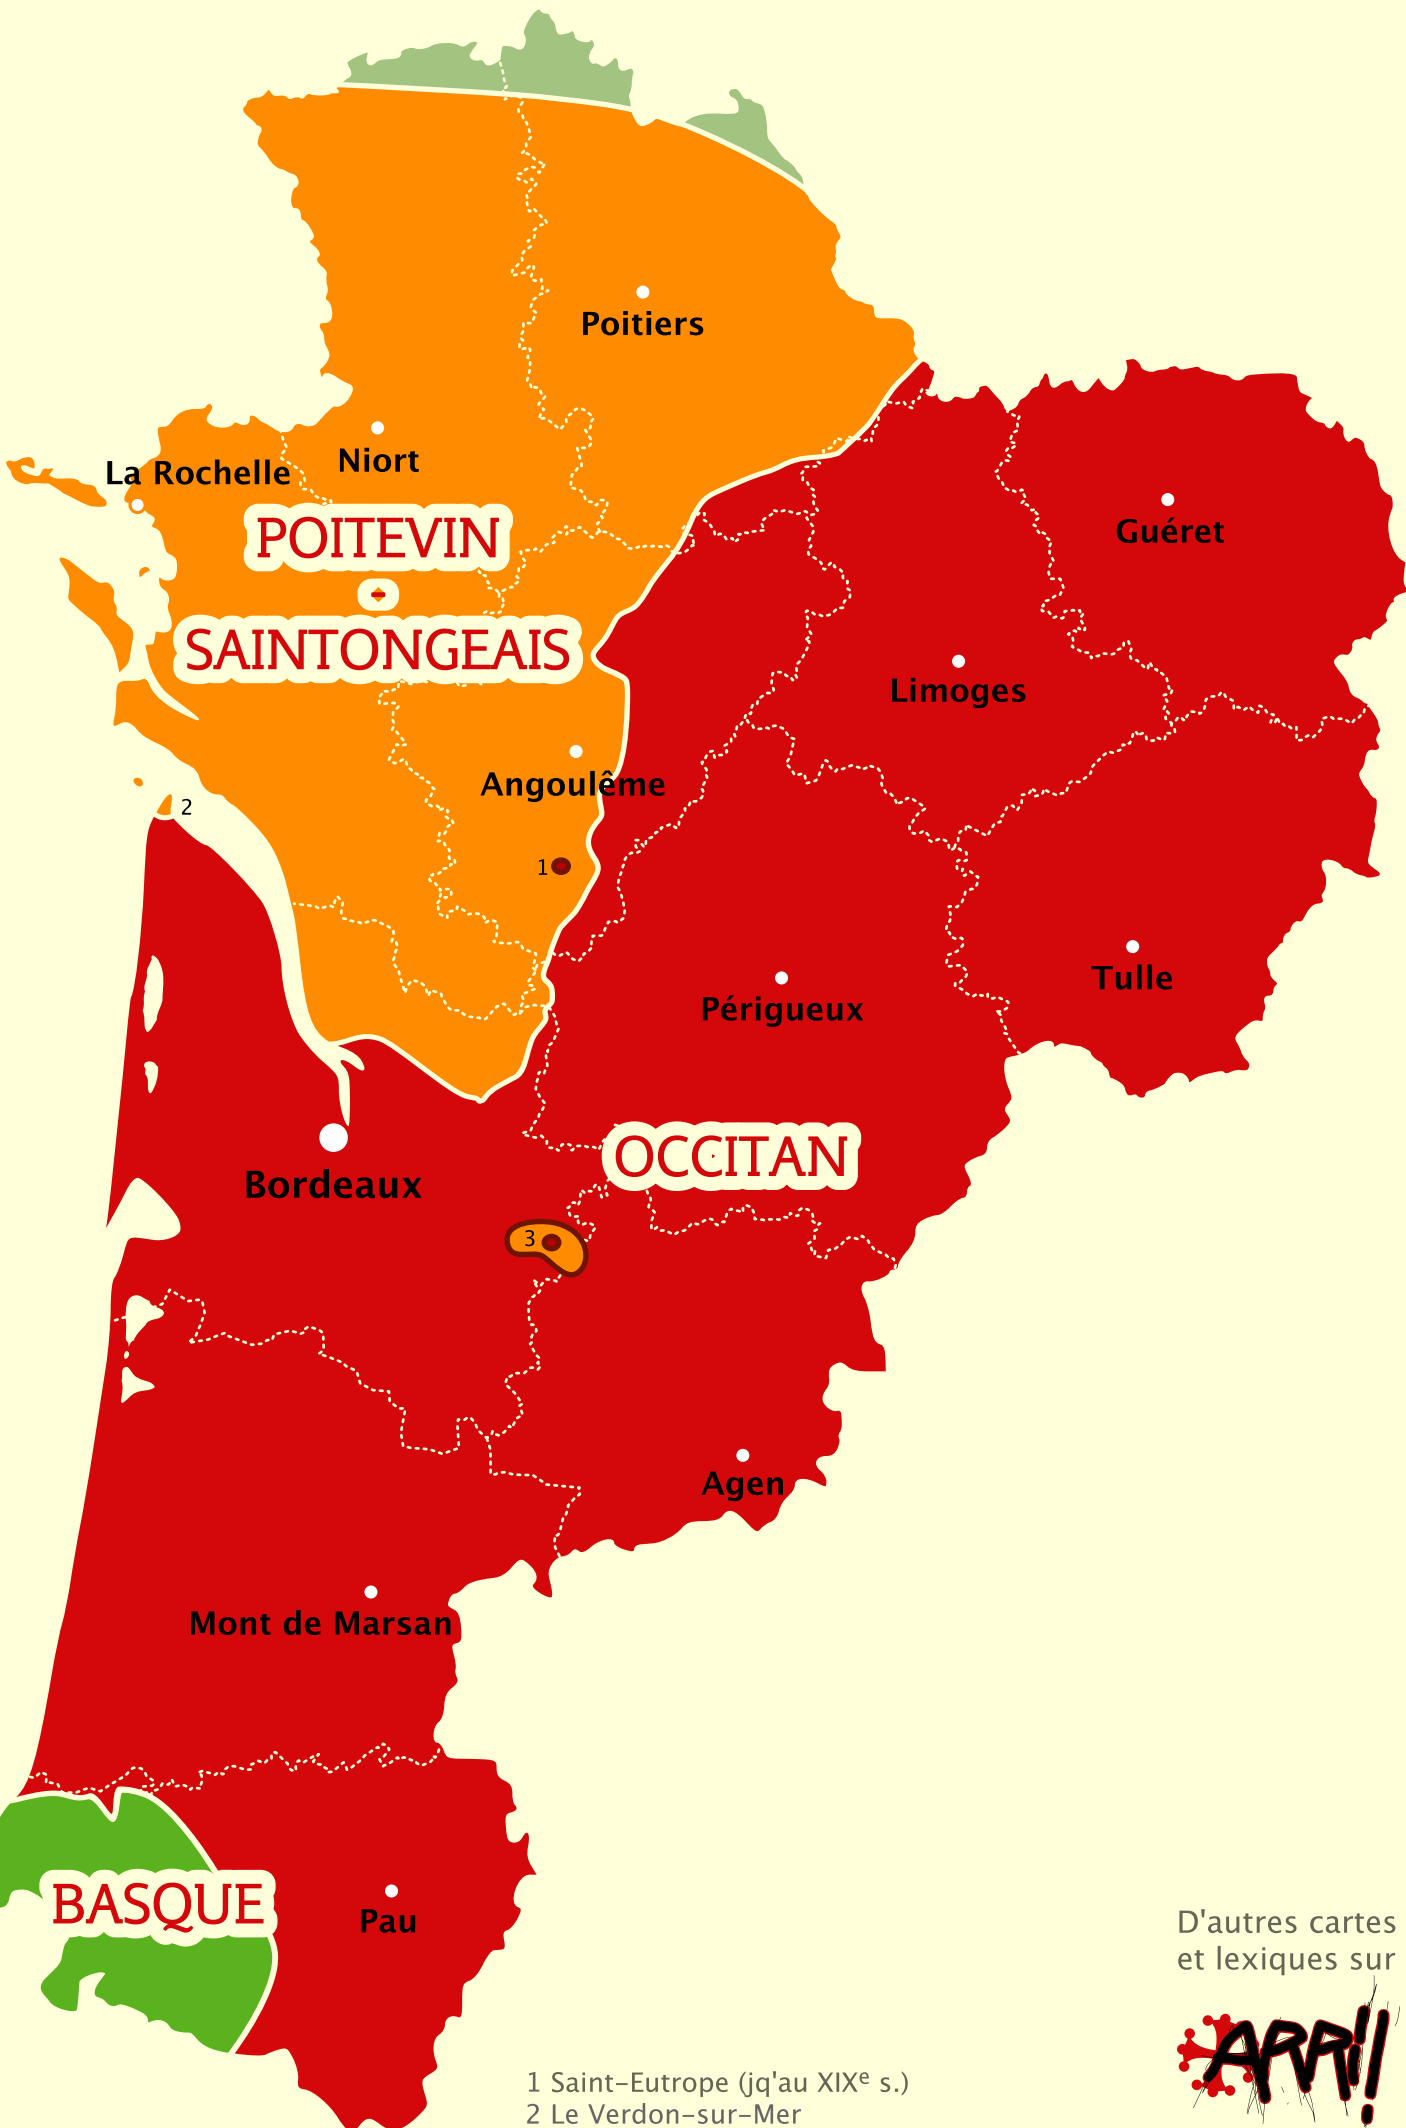 Poitiers
Niort
La Rochelle
POITEVIN
SAINTONGEAIS
Guéret
Limoges
Angoulême
2
1
Tulle
Périgueux
OCCITAN
Bordeaux
3
Agen
Mont de Marsan
BASQUE
Pau
D'autres cartes
et lexiques sur
ARRi!
1 Saint-Eutrope (jq'au XIXe s.)
2 Le Verdon-sur-Mer